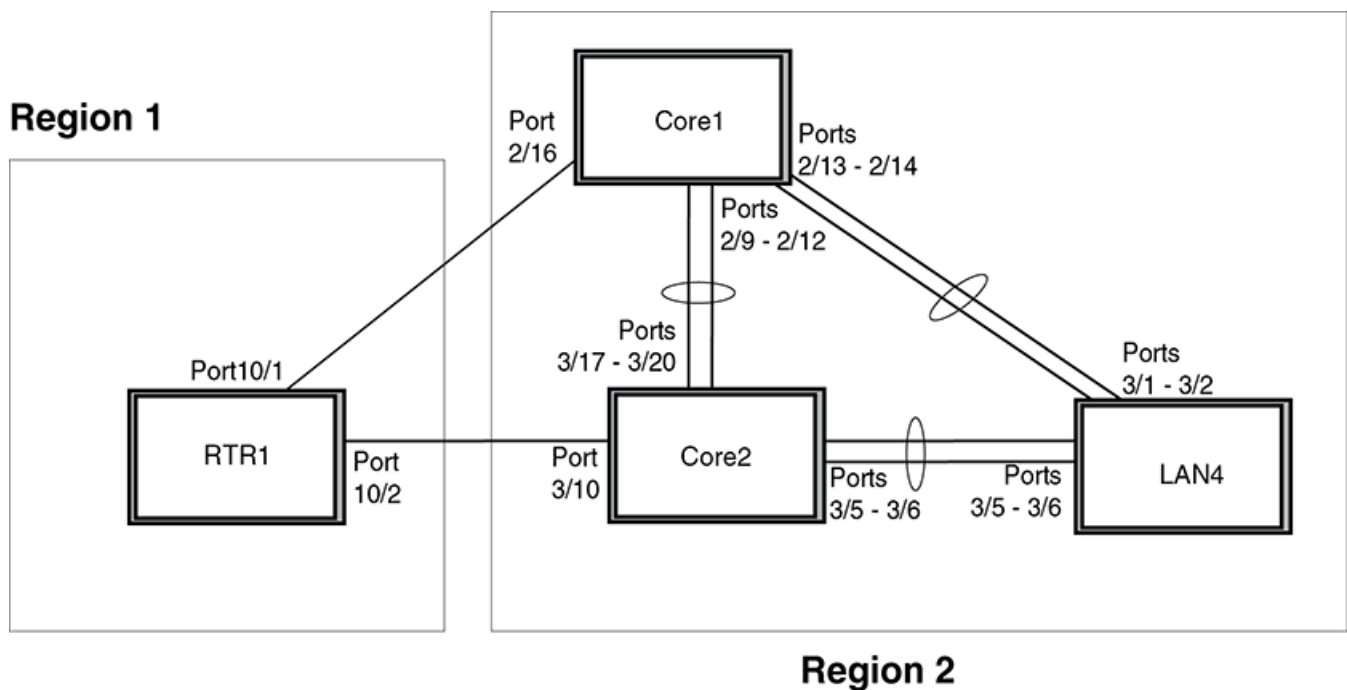 Region 1
Port
2/16
Core1
Ports
2/13 - 2/14
Ports
2/9 - 2/12
Ports
3/17 - 3/20
Port10/1
Ports
3/1 - 3/2
RTR1
Port
10/2
Port
3/10
Core2
Ports
3/5 - 3/6
Ports
3/5 - 3/6
LAN4
Region 2